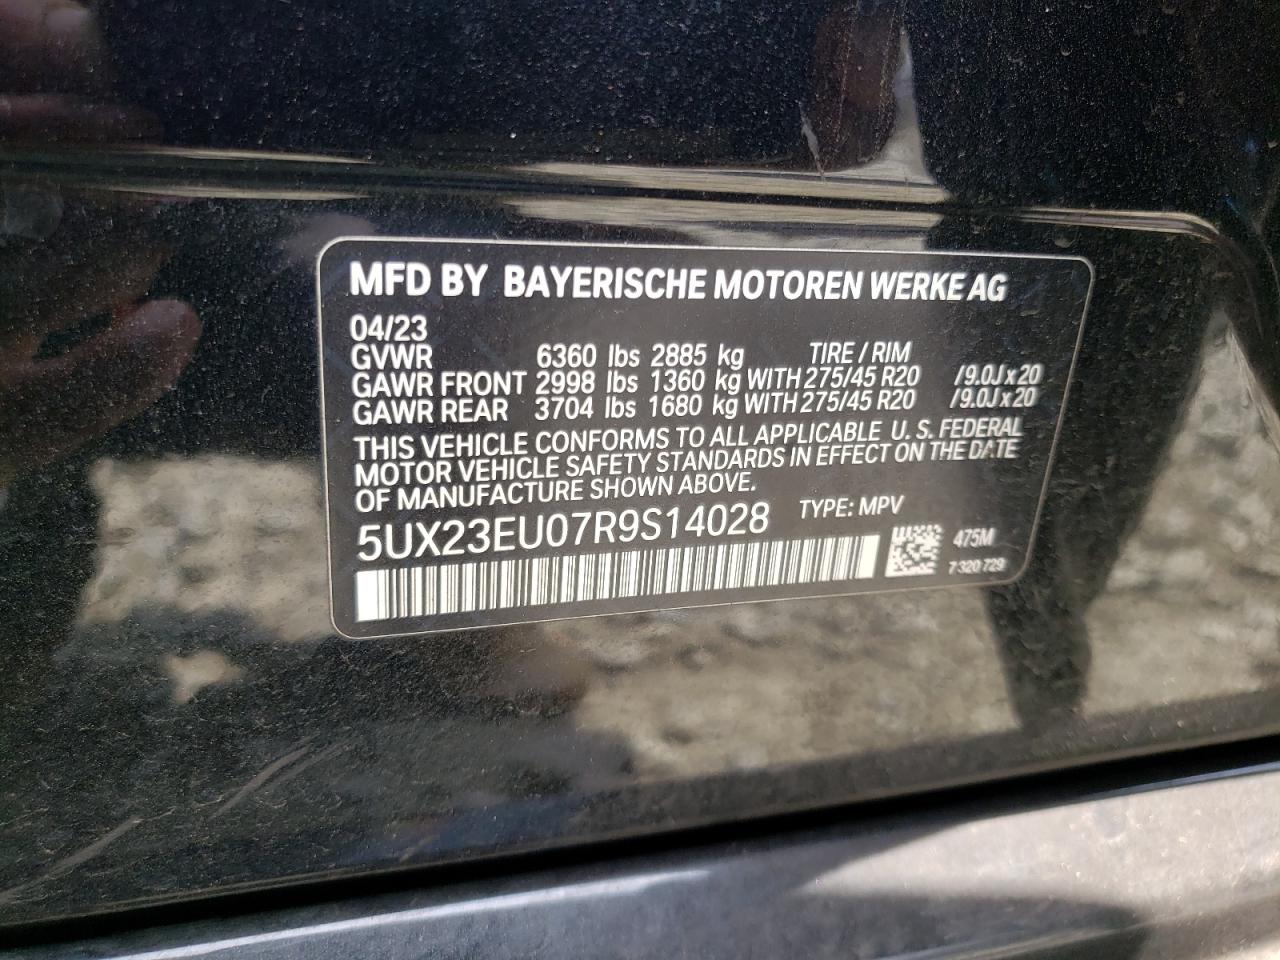 MFD BY BAYERISCHE MOTOREN WERKE AG
04/23
GVWR 6360 lbs 2885 kg TIRE / RIM
GAWR FRONT 2998 lbs 1360 kg WITH 275/45 R20 /9.0J x 20
GAWR REAR 3704 lbs 1680 kg WITH 275/45 R20 /9.0J x 20
THIS VEHICLE CONFORMS TO ALL APPLICABLE U. S. FEDERAL
MOTOR VEHICLE SAFETY STANDARDS IN EFFECT ON THE DATE
OF MANUFACTURE SHOWN ABOVE.
5UX23EU07R9S14028 TYPE: MPV
475M
7 320 729